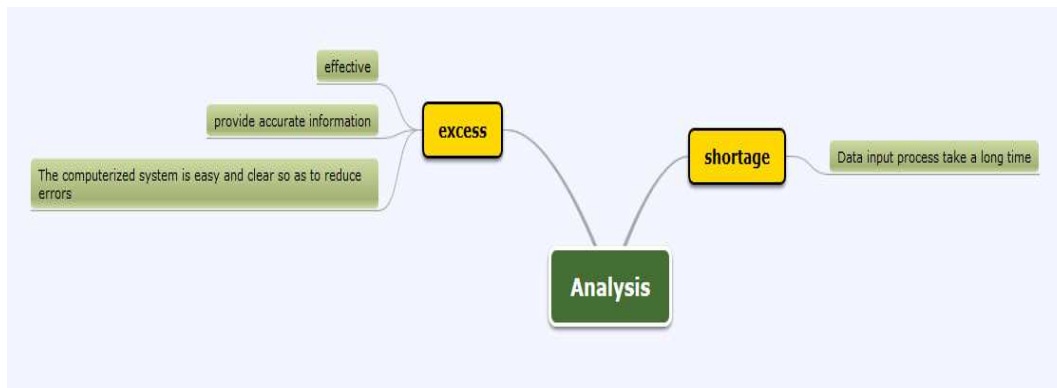 effective
provide accurate information
The computerized system is easy and clear so as to reduce
errors
excess
shortage
Data input process take a long time
Analysis